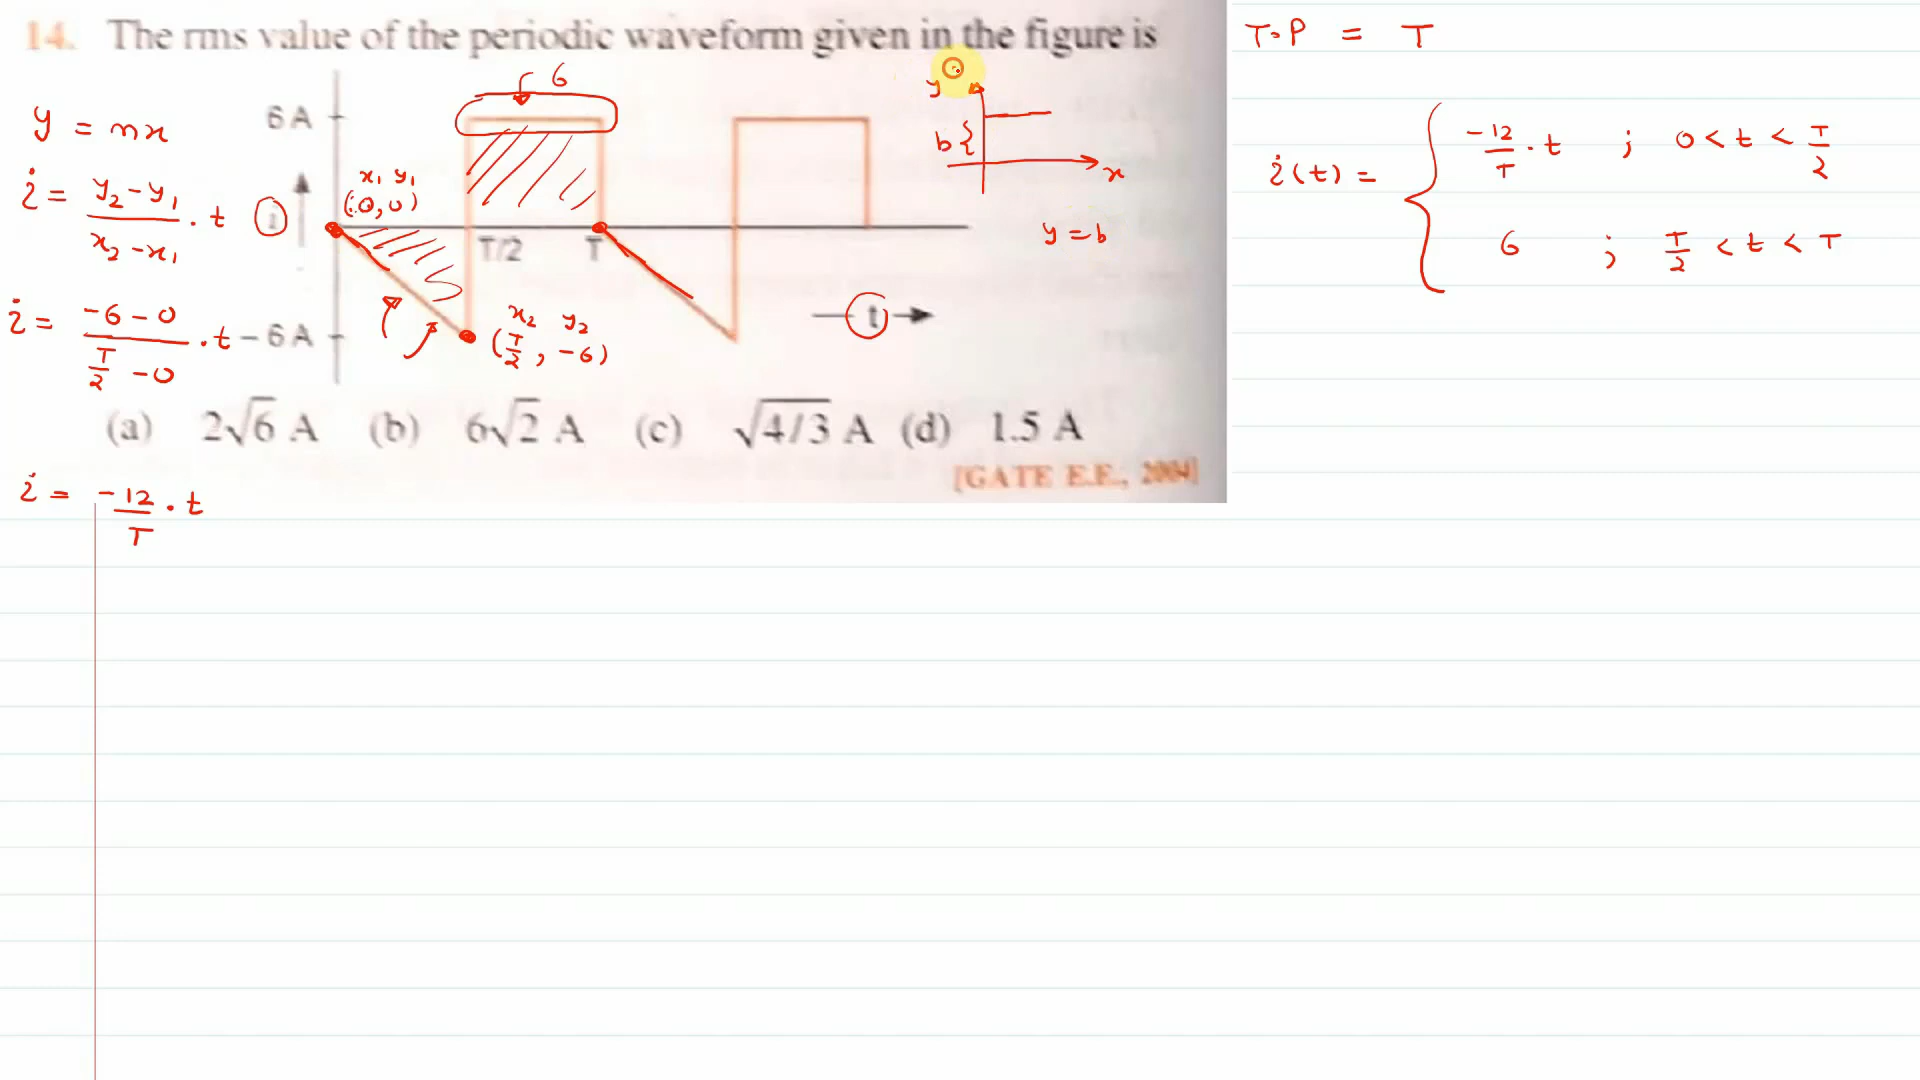 14. The rms value of the periodic waveform given in the figure is
T.P = T
6
y
y = mx
6 A
b{
x
i(t) = { -12/T . t ; 0 < t < T/2
6 ; T/2 < t < T
x₁ y₁
(0,0)
i = y₂-y₁/x₂-x₁ . t
i
T/2
T
y = b
x₂ y₂
(T/2, -6)
i = -6-0/T/2 -0 . t
-6 A
t
(a) 2√6 A (b) 6√2 A (c) √4/3 A (d) 1.5 A
[GATE E.E., 2004]
i = -12/T . t